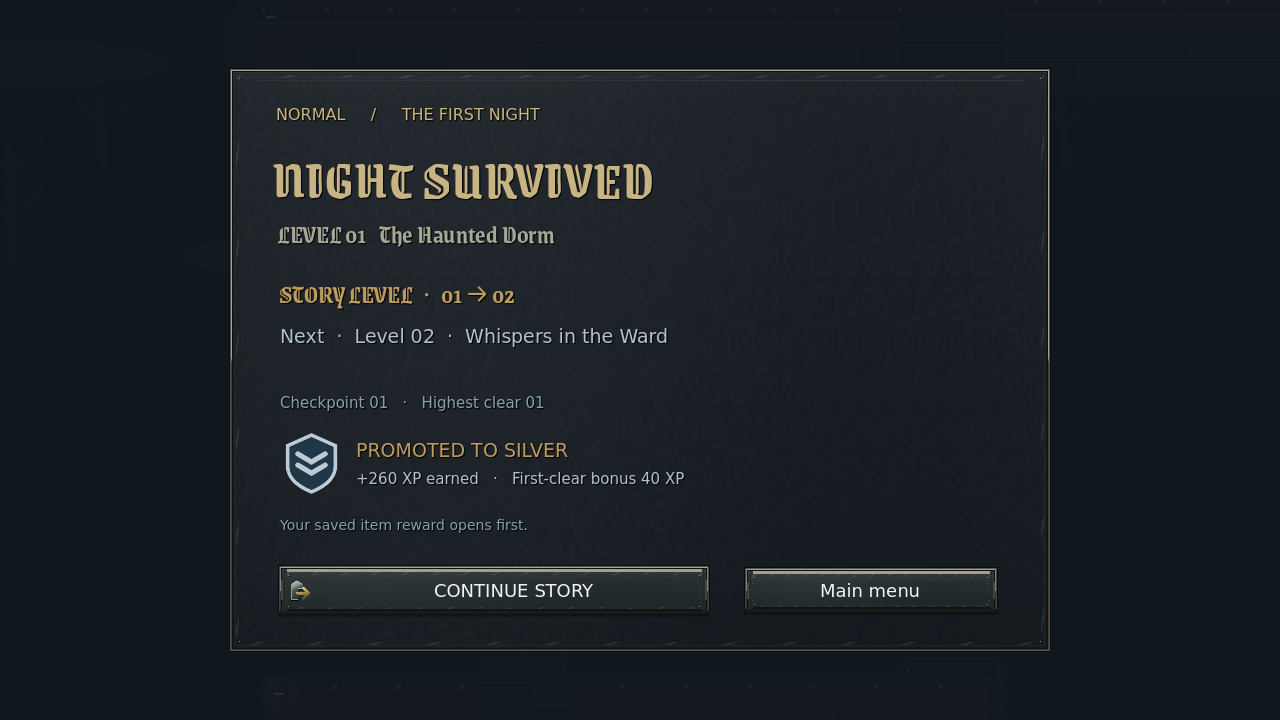 NORMAL / THE FIRST NIGHT
NIGHT SURVIVED
LEVEL 01 The Haunted Dorm
STORY LEVEL · 01 → 02
Next · Level 02 · Whispers in the Ward
Checkpoint 01 · Highest clear 01
PROMOTED TO SILVER
+260 XP earned · First-clear bonus 40 XP
Your saved item reward opens first.
CONTINUE STORY
Main menu